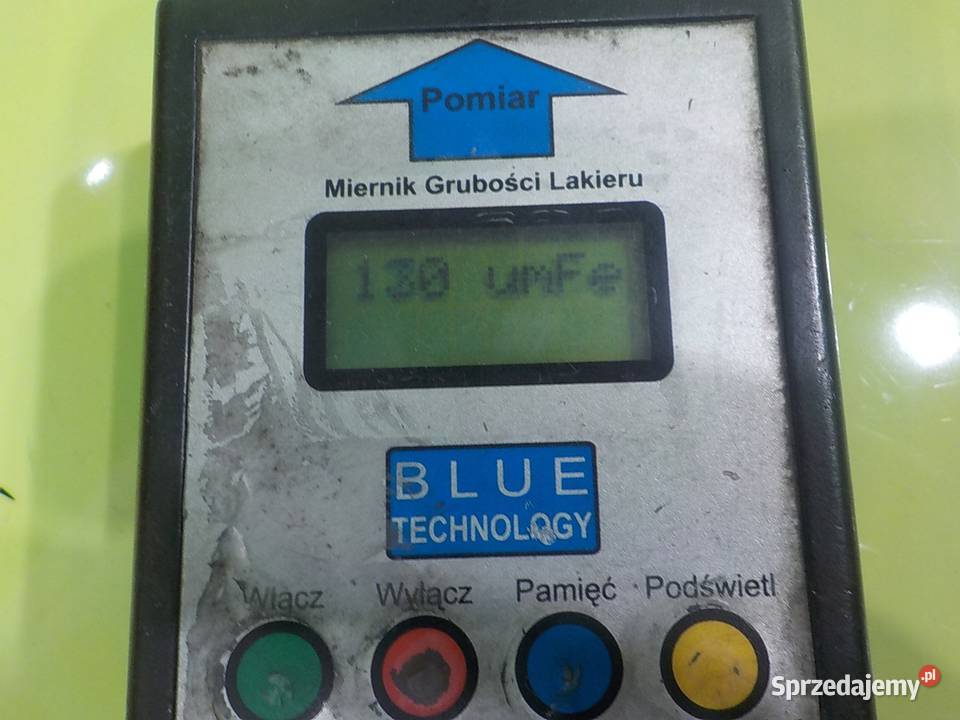 Pomiar
Miernik Grubości Lakieru
130 umFe
BLUE
TECHNOLOGY
Włącz Wyłącz Pamięć Podświetl
Sprzedajemy.pl